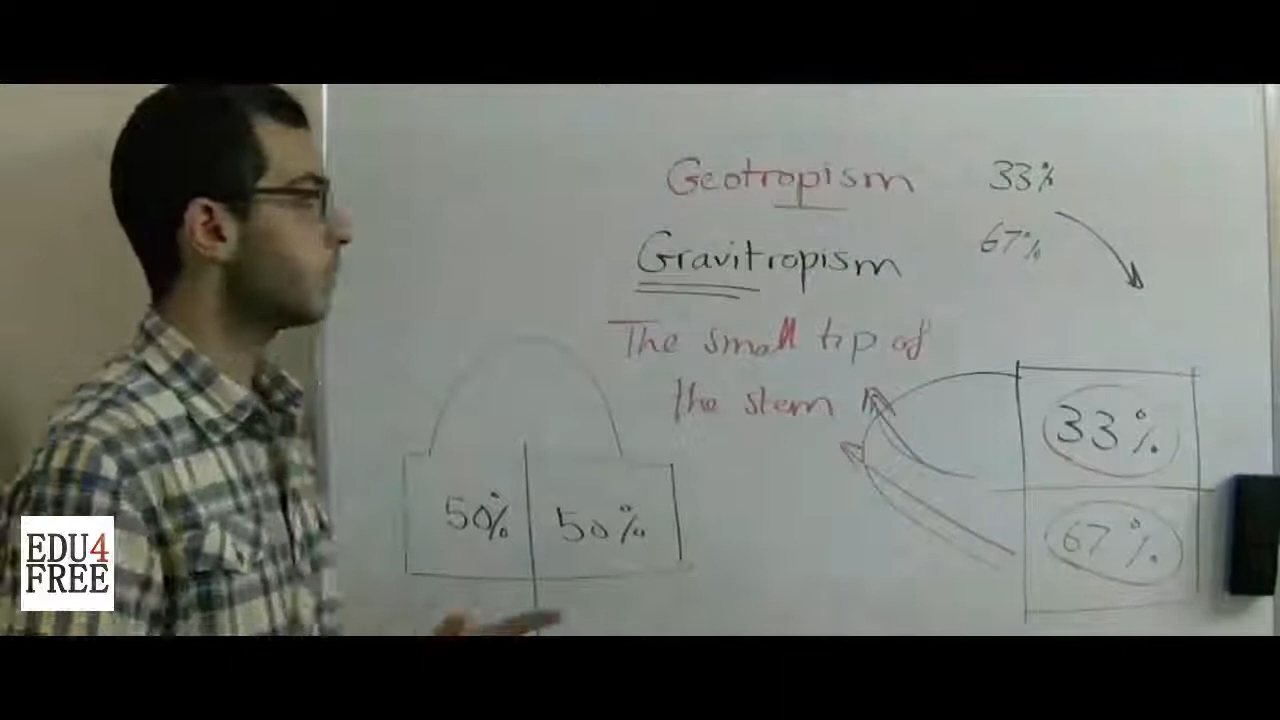 Geotropism 33%
Gravitropism 67%
The small tip of
the stem
50% 50%
33%
67%
EDU4
FREE